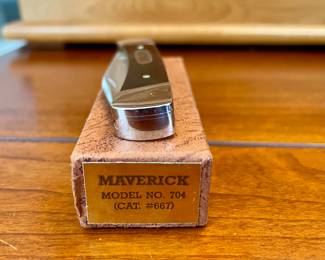 MAVERICK
MODEL NO. 704
(CAT. #667)